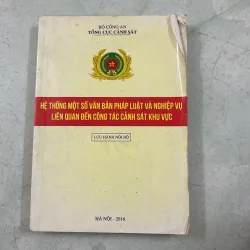 BỘ CÔNG AN
TỔNG CỤC CẢNH SÁT
HỆ THỐNG MỘT SỐ VĂN BẢN PHÁP LUẬT VÀ NGHIỆP VỤ
LIÊN QUAN ĐẾN CÔNG TÁC CẢNH SÁT KHU VỰC
LƯU HÀNH NỘI BỘ
HÀ NỘI - 2016